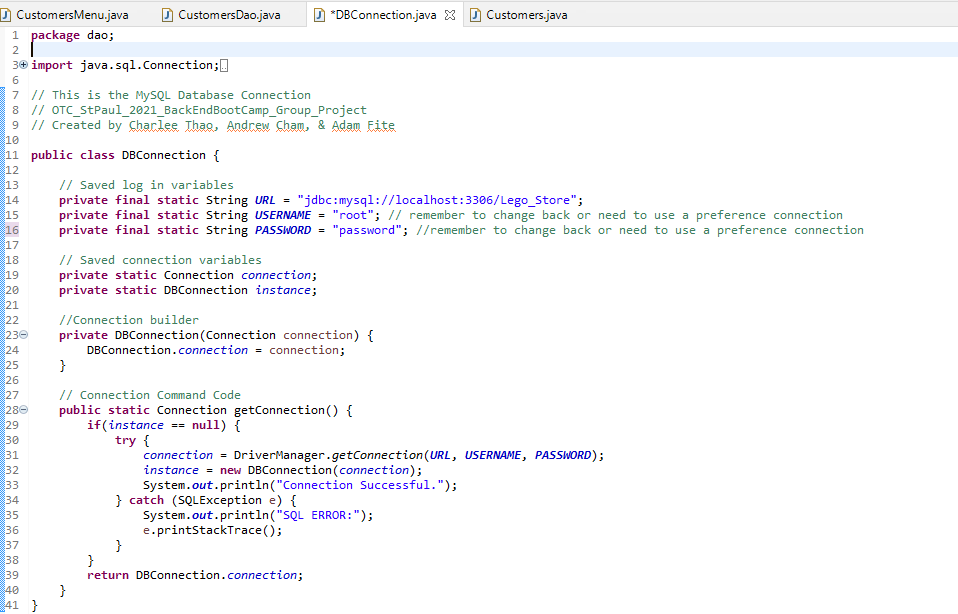 CustomersMenu.java CustomersDao.java *DBConnection.java Customers.java
1 package dao;
2
3 import java.sql.Connection;
6
7 // This is the MySQL Database Connection
8 // OTC_StPaul_2021_BackEndBootCamp_Group_Project
9 // Created by Charlee Thao, Andrew Cham, & Adam Fite
10
11 public class DBConnection {
12
13     // Saved log in variables
14     private final static String URL = "jdbc:mysql://localhost:3306/Lego_Store";
15     private final static String USERNAME = "root"; // remember to change back or need to use a preference connection
16     private final static String PASSWORD = "password"; //remember to change back or need to use a preference connection
17
18     // Saved connection variables
19     private static Connection connection;
20     private static DBConnection instance;
21
22     //Connection builder
23     private DBConnection(Connection connection) {
24         DBConnection.connection = connection;
25     }
26
27     // Connection Command Code
28     public static Connection getConnection() {
29         if(instance == null) {
30             try {
31                 connection = DriverManager.getConnection(URL, USERNAME, PASSWORD);
32                 instance = new DBConnection(connection);
33                 System.out.println("Connection Successful.");
34             } catch (SQLException e) {
35                 System.out.println("SQL ERROR:");
36                 e.printStackTrace();
37             }
38         }
39         return DBConnection.connection;
40     }
41 }